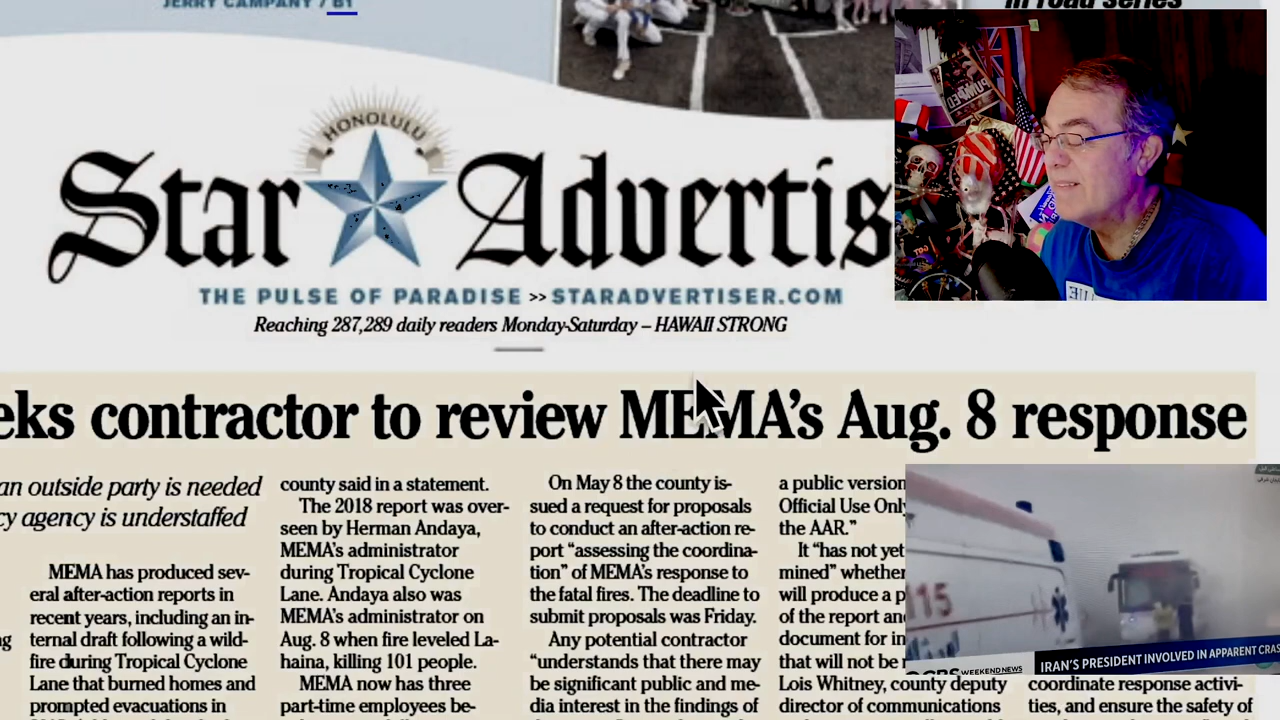 JERRY CAMPANY / B1
in road series
HONOLULU
Star Advertis
THE PULSE OF PARADISE >> STARADVERTISER.COM
Reaching 287,289 daily readers Monday-Saturday – HAWAII STRONG
eks contractor to review MEMA’s Aug. 8 response
an outside party is needed
cy agency is understaffed
MEMA has produced sev-
eral after-action reports in
recent years, including an in-
ternal draft following a wild-
fire during Tropical Cyclone
Lane that burned homes and
prompted evacuations in
county said in a statement.
The 2018 report was over-
seen by Herman Andaya,
MEMA’s administrator
during Tropical Cyclone
Lane. Andaya also was
MEMA’s administrator on
Aug. 8 when fire leveled La-
haina, killing 101 people.
MEMA now has three
part-time employees be-
On May 8 the county is-
sued a request for proposals
to conduct an after-action re-
port “assessing the coordina-
tion” of MEMA’s response to
the fatal fires. The deadline to
submit proposals was Friday.
Any potential contractor
“understands that there may
be significant public and me-
dia interest in the findings of
a public version
Official Use Only
the AAR.”
It “has not yet
mined” whether
will produce a p
of the report an
document for in
that will not be r
Lois Whitney, county deputy
director of communications
coordinate response activi-
ties, and ensure the safety of
PUMPED
115
CBS WEEKEND NEWS
IRAN’S PRESIDENT INVOLVED IN APPARENT CRAS